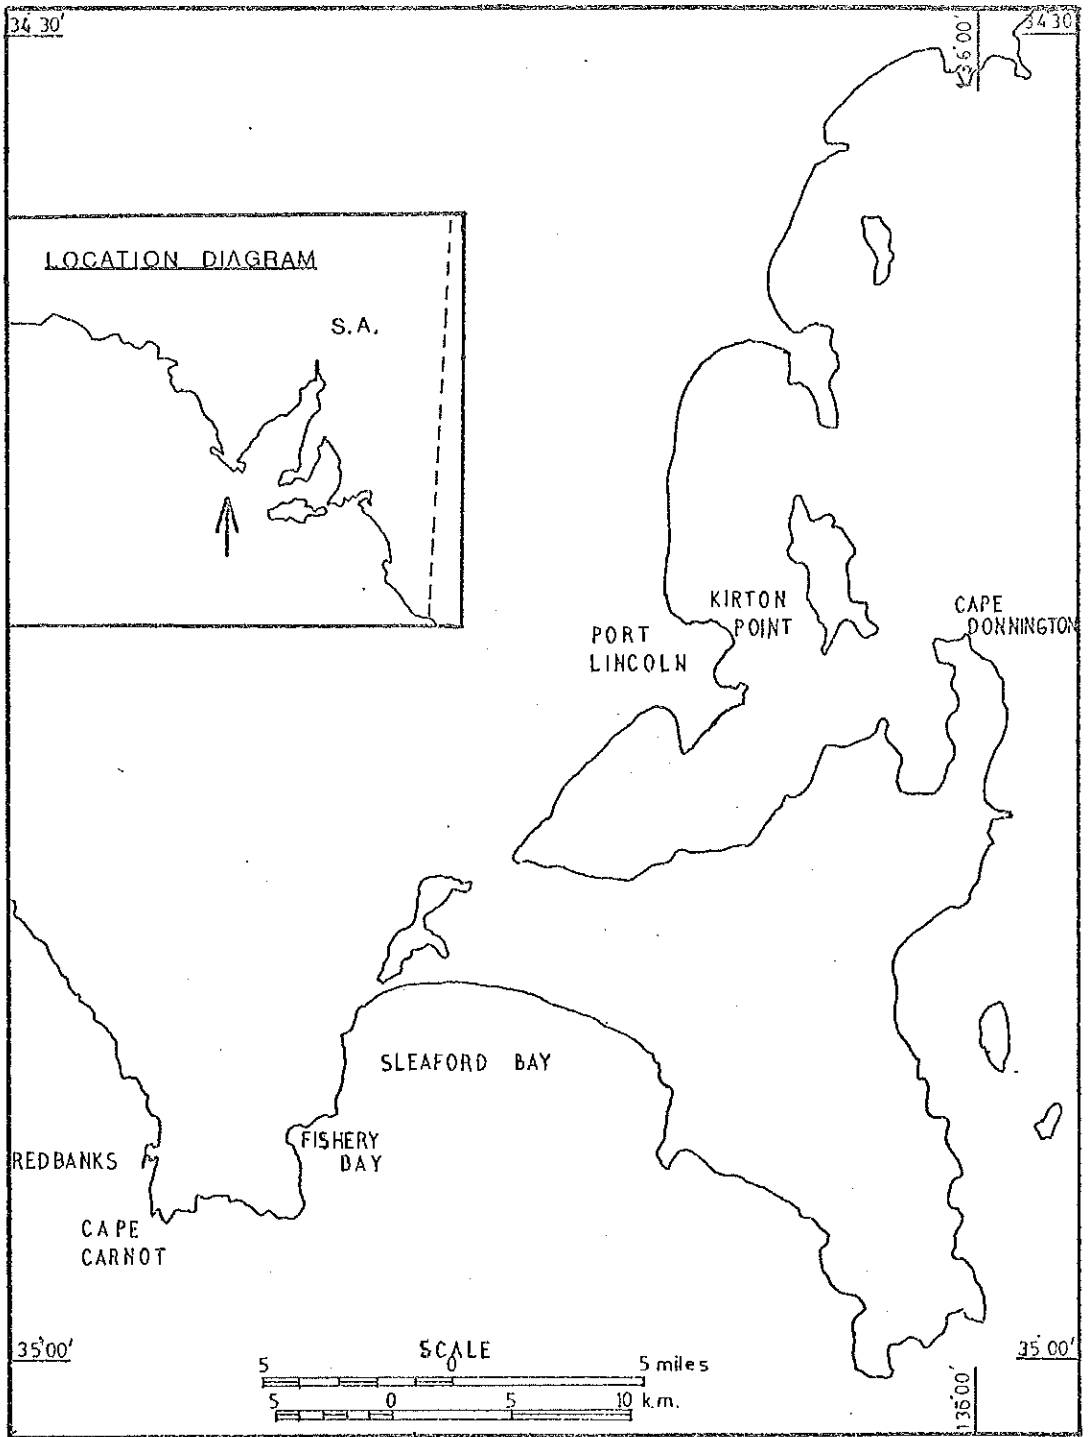 34 30'
136°00'
34 30
LOCATION DIAGRAM
S.A.
KIRTON
POINT
CAPE
DONNINGTON
PORT
LINCOLN
SLEAFORD BAY
FISHERY
BAY
REDBANKS
CAPE
CARNOT
35°00'
SCALE
35 00'
5 0 5 miles
5 0 5 10 k.m.
136°00'